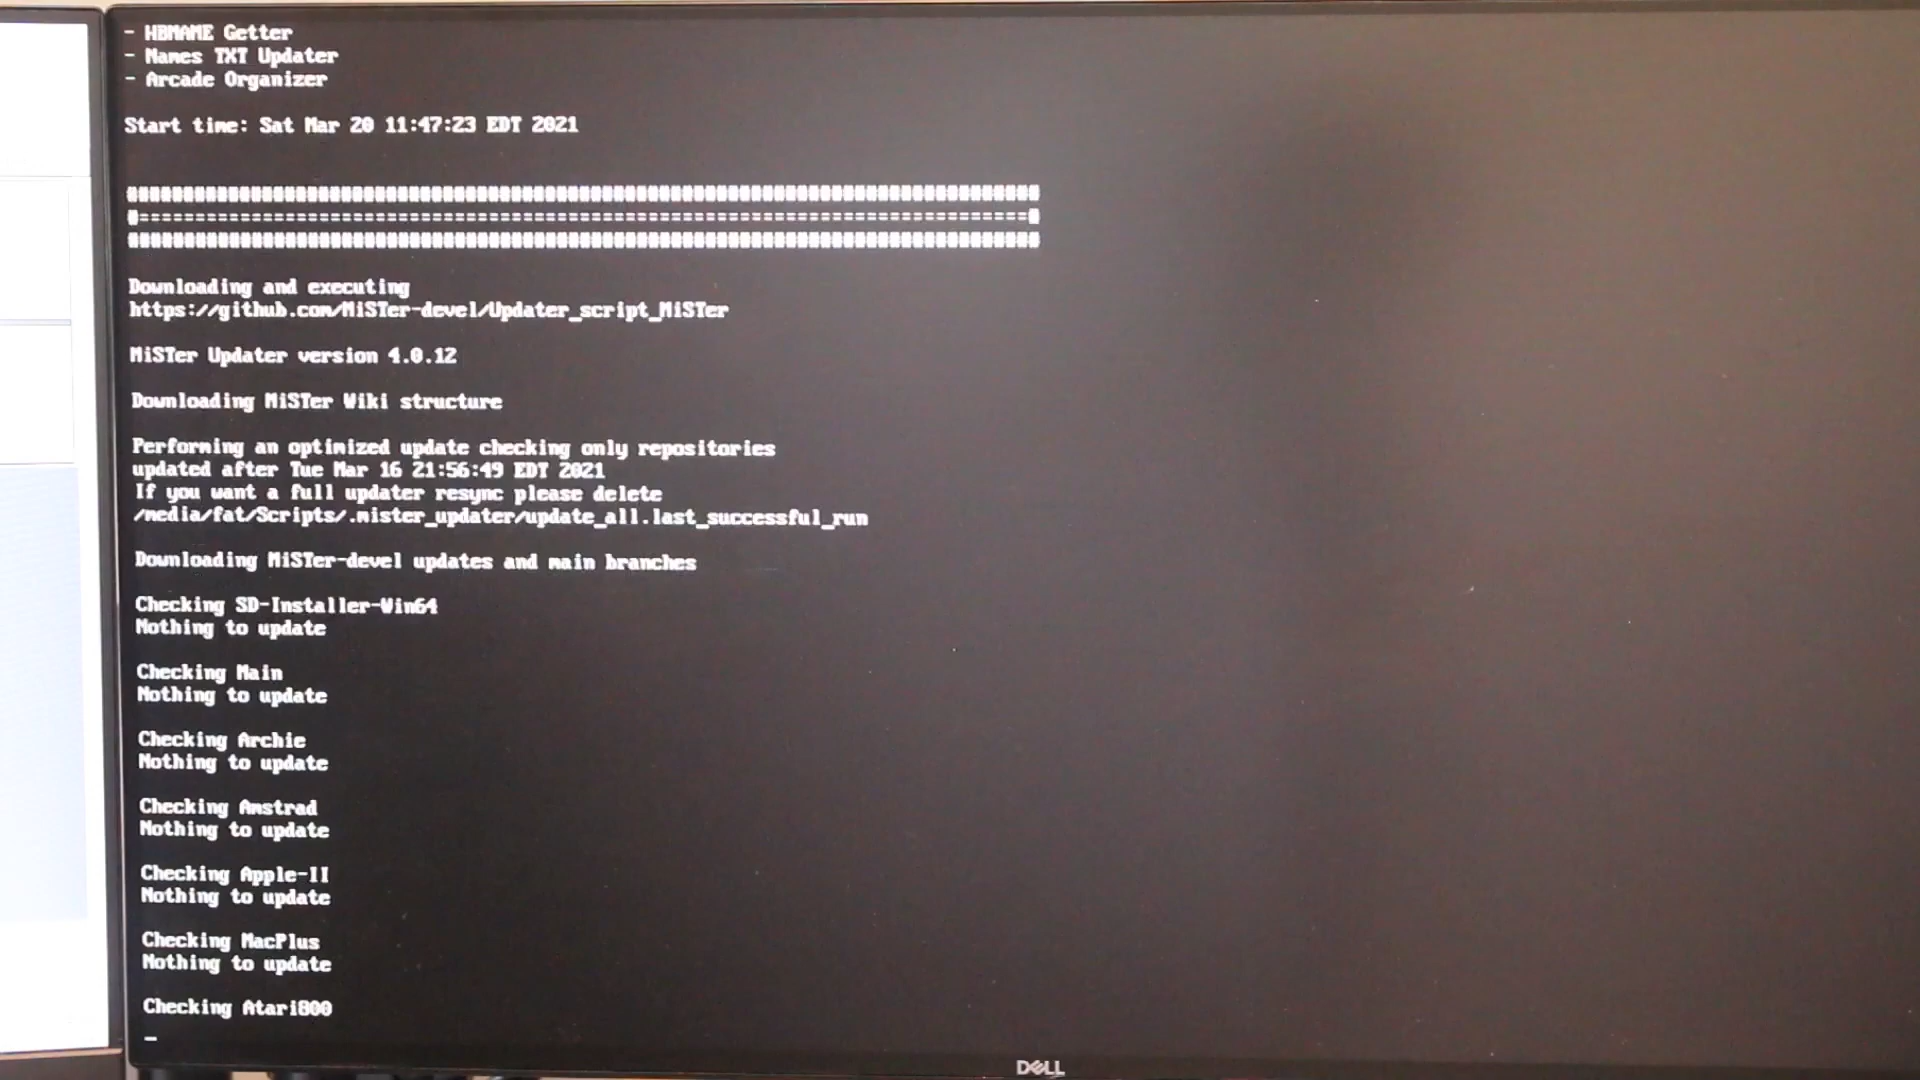 - HBMAME Getter
- Names TXT Updater
- Arcade Organizer
Start time: Sat Mar 20 11:47:23 EDT 2021
#################################################################################
#===============================================================================#
#################################################################################
Downloading and executing
https://github.com/MiSTer-devel/Updater_script_MiSTer
MiSTer Updater version 4.0.12
Downloading MiSTer Wiki structure
Performing an optimized update checking only repositories
updated after Tue Mar 16 21:56:49 EDT 2021
If you want a full updater resync please delete
/media/fat/Scripts/.mister_updater/update_all.last_successful_run
Downloading MiSTer-devel updates and main branches
Checking SD-Installer-Win64
Nothing to update
Checking Main
Nothing to update
Checking Archie
Nothing to update
Checking Amstrad
Nothing to update
Checking Apple-II
Nothing to update
Checking MacPlus
Nothing to update
Checking Atari800
_
DELL